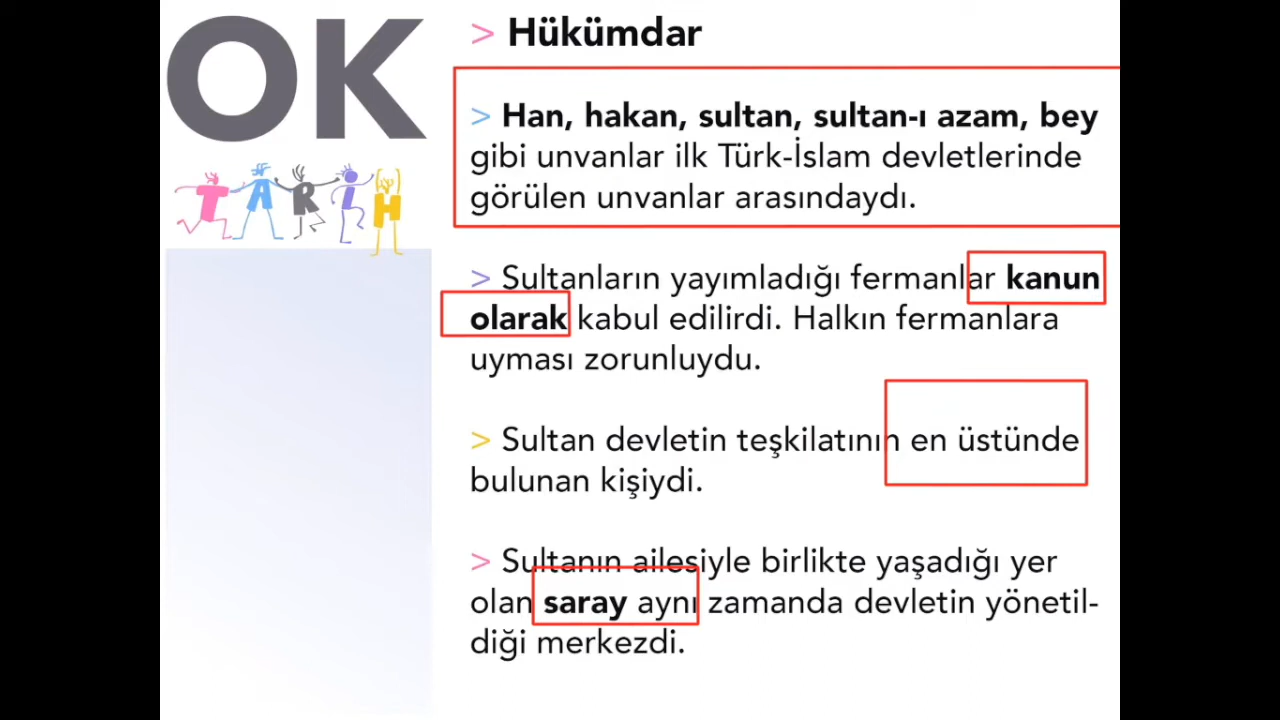 OK
TARİH
> Hükümdar
> Han, hakan, sultan, sultan-ı azam, bey
gibi unvanlar ilk Türk-İslam devletlerinde
görülen unvanlar arasındaydı.
> Sultanların yayımladığı fermanlar kanun
olarak kabul edilirdi. Halkın fermanlara
uyması zorunluydu.
> Sultan devletin teşkilatının en üstünde
bulunan kişiydi.
> Sultanın ailesiyle birlikte yaşadığı yer
olan saray aynı zamanda devletin yönetil-
diği merkezdi.